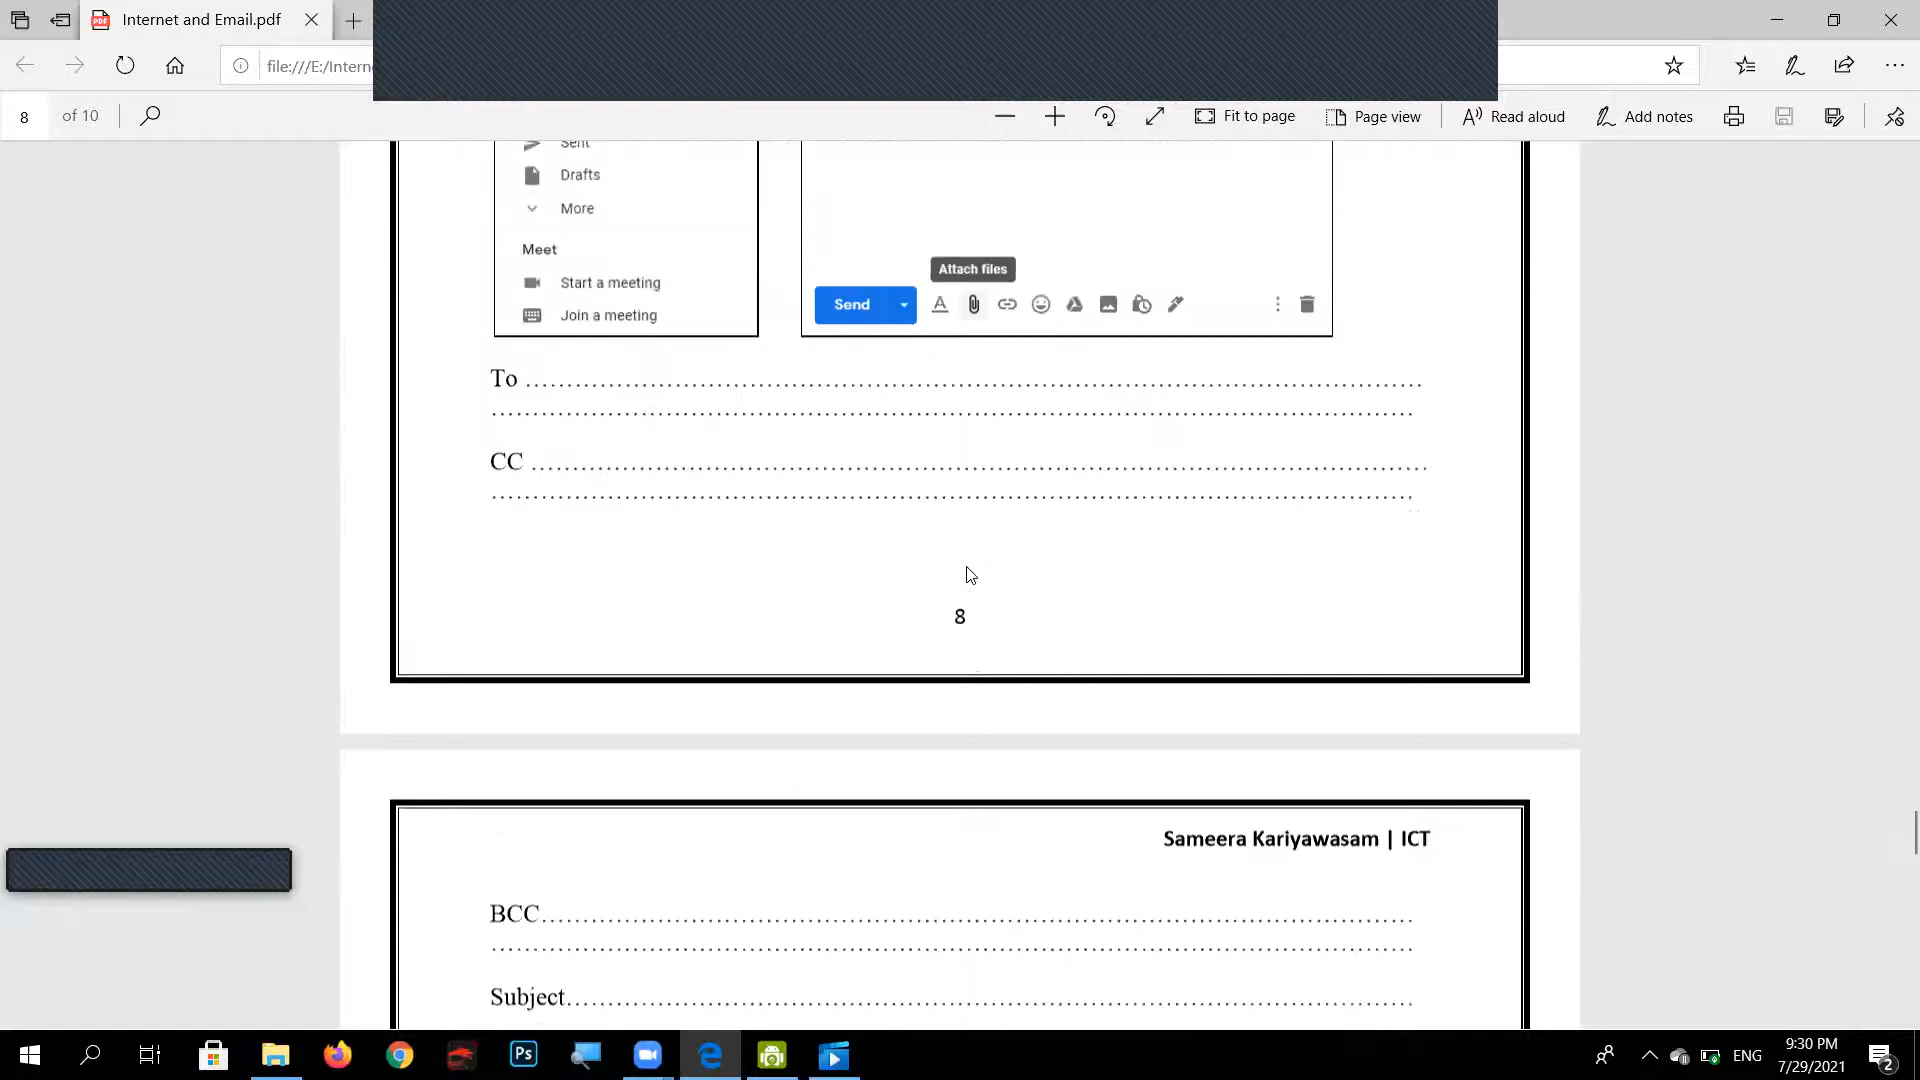 Internet and Email.pdf
file:///E:/Intern
8 of 10
Fit to page
Page view
Read aloud
Add notes
Sent
Drafts
More
Meet
Start a meeting
Join a meeting
Attach files
Send
To ..............................................................................................................
..............................................................................................................
CC ..............................................................................................................
..............................................................................................................
8
Sameera Kariyawasam | ICT
BCC..............................................................................................................
..............................................................................................................
Subject..............................................................................................................
Ps
ENG
9:30 PM
7/29/2021
2